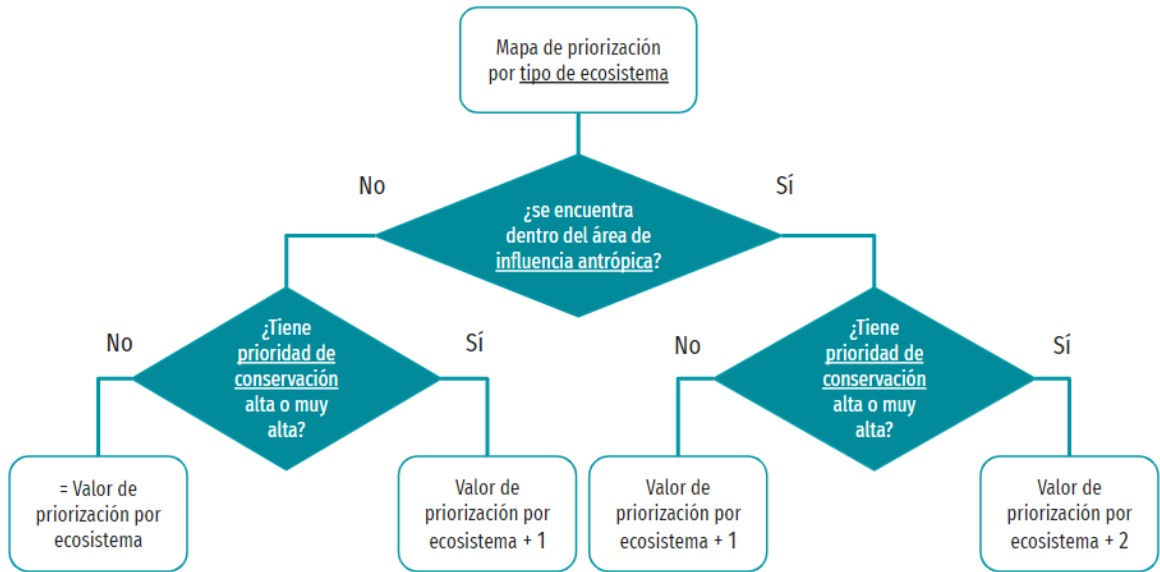 Mapa de priorización
por tipo de ecosistema
No
Sí
¿se encuentra
dentro del área de
influencia antrópica?
No
¿Tiene
prioridad de
conservación
alta o muy
alta?
Sí
No
¿Tiene
prioridad de
conservación
alta o muy
alta?
Sí
= Valor de
priorización por
ecosistema
Valor de
priorización por
ecosistema + 1
Valor de
priorización por
ecosistema + 1
Valor de
priorización por
ecosistema + 2